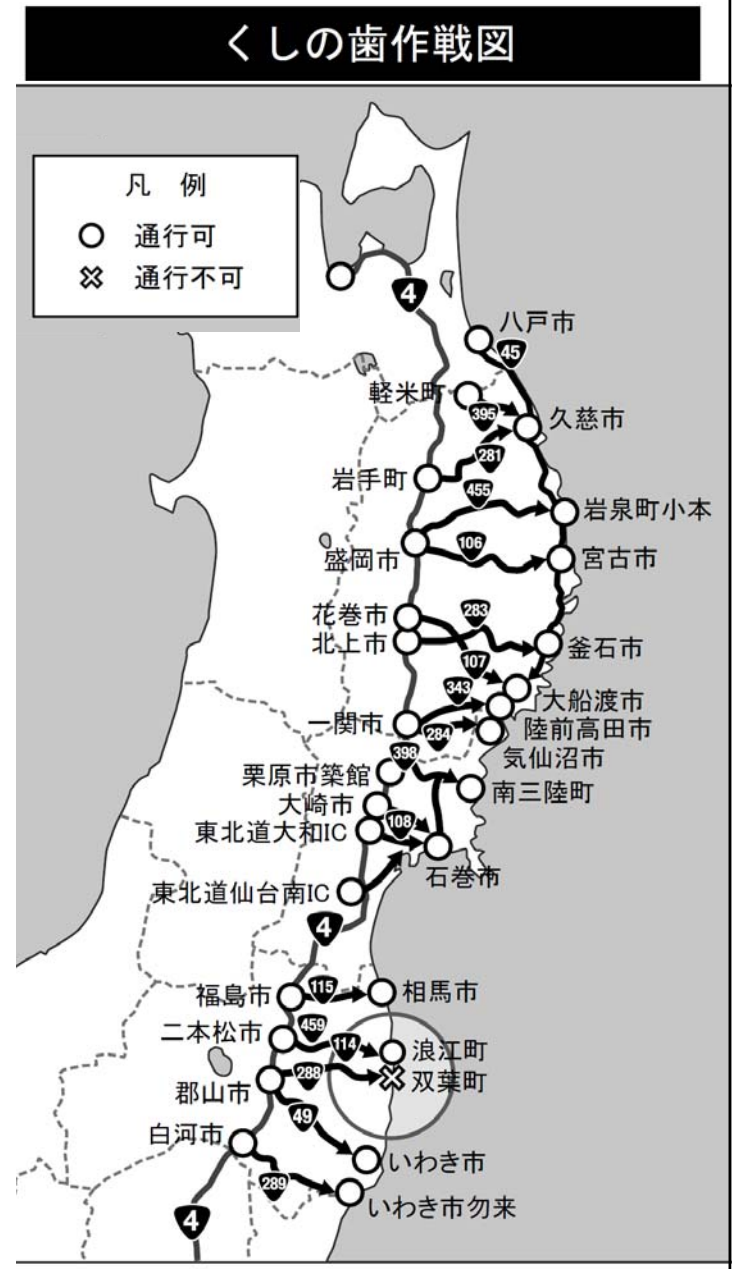 くしの歯作戦図
凡 例
通行可
通行不可
4
八戸市
45
軽米町
395
久慈市
281
岩手町
455
岩泉町小本
盛岡市
106
宮古市
花巻市
283
北上市
釜石市
107
343
大船渡市
一関市
陸前高田市
284
気仙沼市
398
栗原市築館
南三陸町
大崎市
108
東北道大和IC
石巻市
東北道仙台南IC
4
福島市
115
相馬市
二本松市
459
114
浪江町
288
双葉町
郡山市
49
白河市
いわき市
289
いわき市勿来
4